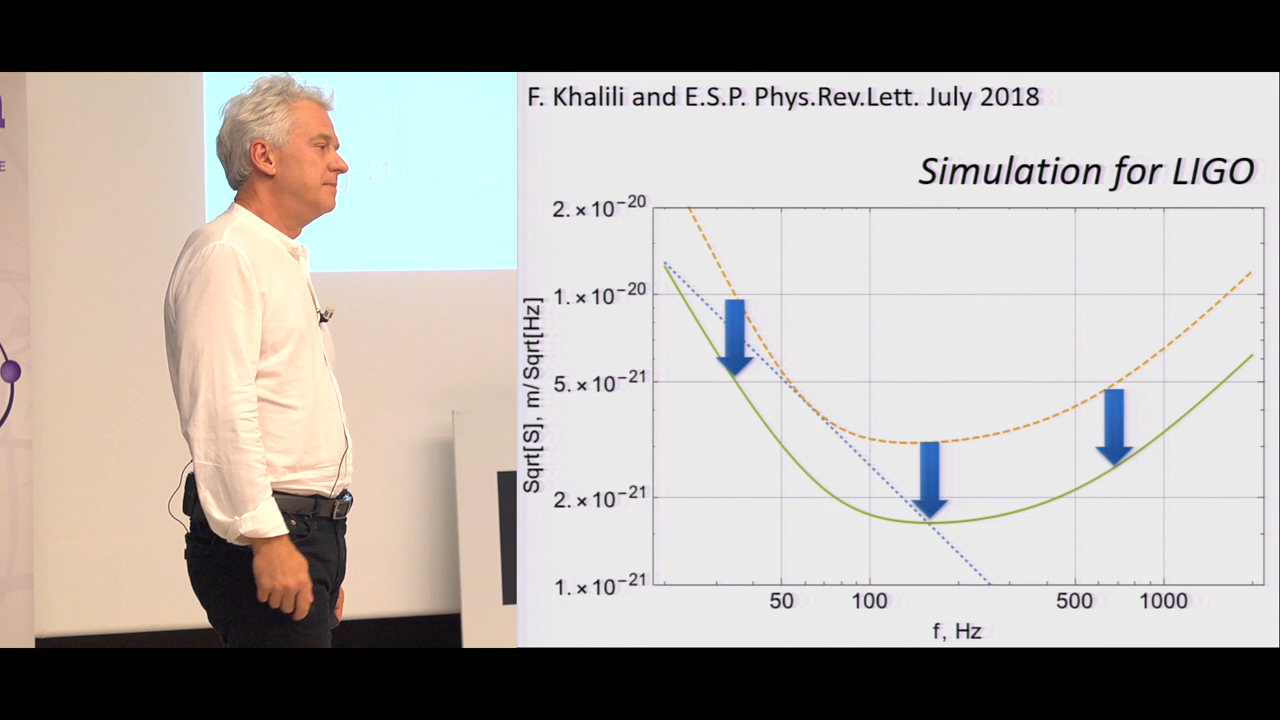 F. Khalili and E.S.P. Phys.Rev.Lett. July 2018
Simulation for LIGO
2.×10−20
1.×10−20
5.×10−21
2.×10−21
1.×10−21
Sqrt[S], m/Sqrt[Hz]
50 100 500 1000
f, Hz
E
21